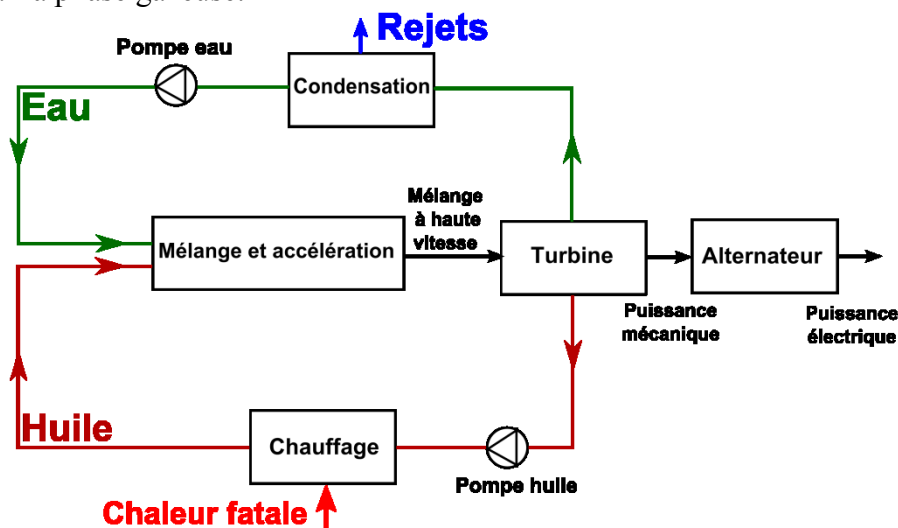 Rejets
Pompe eau
Condensation
Eau
Mélange
à haute
vitesse
Mélange et accélération
Turbine
Alternateur
Puissance
mécanique
Puissance
électrique
Huile
Chauffage
Pompe huile
Chaleur fatale